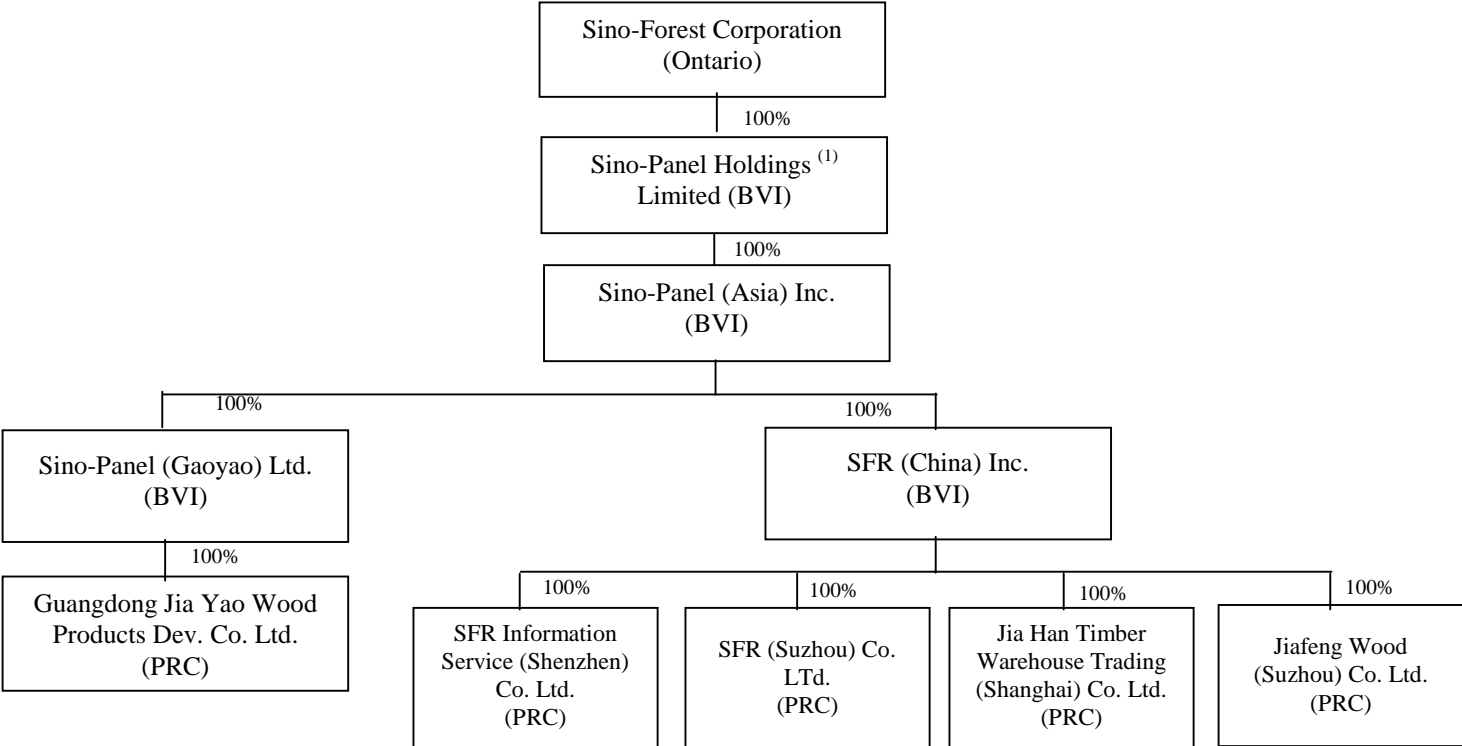 Sino-Forest Corporation
(Ontario)
100%
Sino-Panel Holdings (1)
Limited (BVI)
100%
Sino-Panel (Asia) Inc.
(BVI)
100%
100%
Sino-Panel (Gaoyao) Ltd.
(BVI)
SFR (China) Inc.
(BVI)
100%
Guangdong Jia Yao Wood
Products Dev. Co. Ltd.
(PRC)
100%
100%
100%
100%
SFR Information
Service (Shenzhen)
Co. Ltd.
(PRC)
SFR (Suzhou) Co.
LTd.
(PRC)
Jia Han Timber
Warehouse Trading
(Shanghai) Co. Ltd.
(PRC)
Jiafeng Wood
(Suzhou) Co. Ltd.
(PRC)